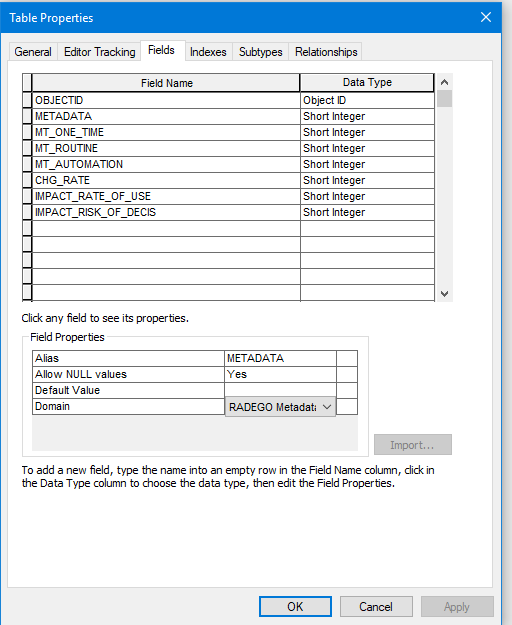 Table Properties
General Editor Tracking Fields Indexes Subtypes Relationships
Field Name Data Type
OBJECTID Object ID
METADATA Short Integer
MT_ONE_TIME Short Integer
MT_ROUTINE Short Integer
MT_AUTOMATION Short Integer
CHG_RATE Short Integer
IMPACT_RATE_OF_USE Short Integer
IMPACT_RISK_OF_DECIS Short Integer
Click any field to see its properties.
Field Properties
Alias METADATA
Allow NULL values Yes
Default Value
Domain RADEGO Metadata
Import...
To add a new field, type the name into an empty row in the Field Name column, click in
the Data Type column to choose the data type, then edit the Field Properties.
OK Cancel Apply